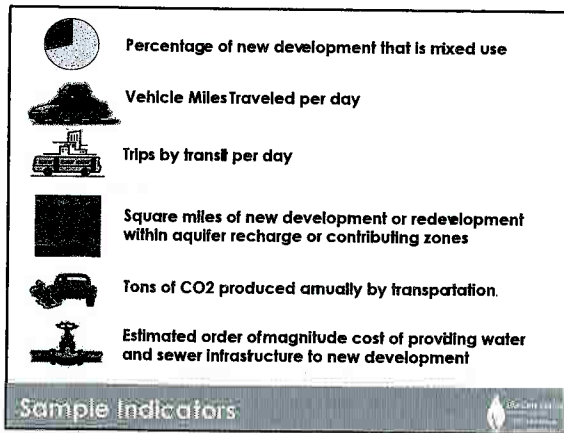 Percentage of new development that is mixed use
Vehicle Miles Traveled per day
Trips by transit per day
Square miles of new development or redevelopment
within aquifer recharge or contributing zones
Tons of CO2 produced annually by transportation.
Estimated order of magnitude cost of providing water
and sewer infrastructure to new development
Sample Indicators